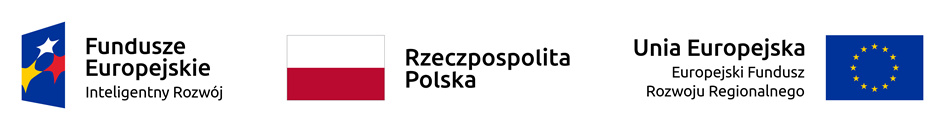 Fundusze
Europejskie
Inteligentny Rozwój
Rzeczpospolita
Polska
Unia Europejska
Europejski Fundusz
Rozwoju Regionalnego